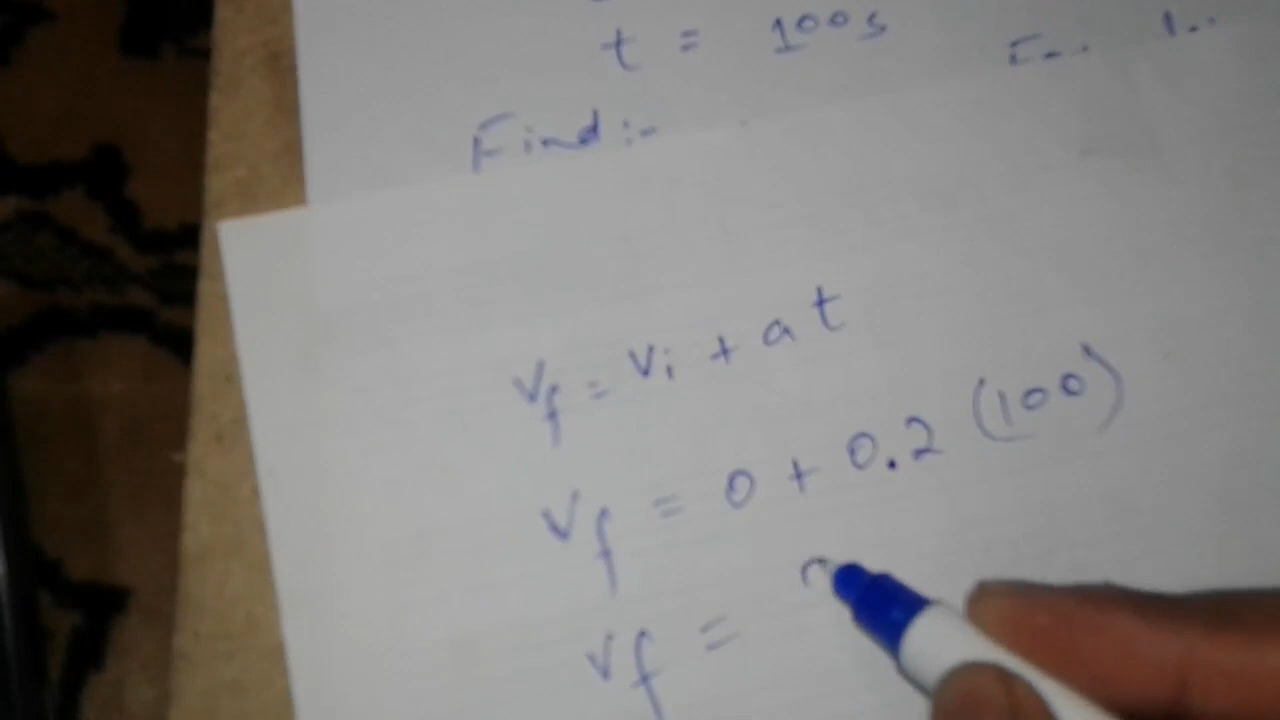 t = 100s
Find:-
vf = vi + at
vf = 0 + 0.2 (100)
vf =